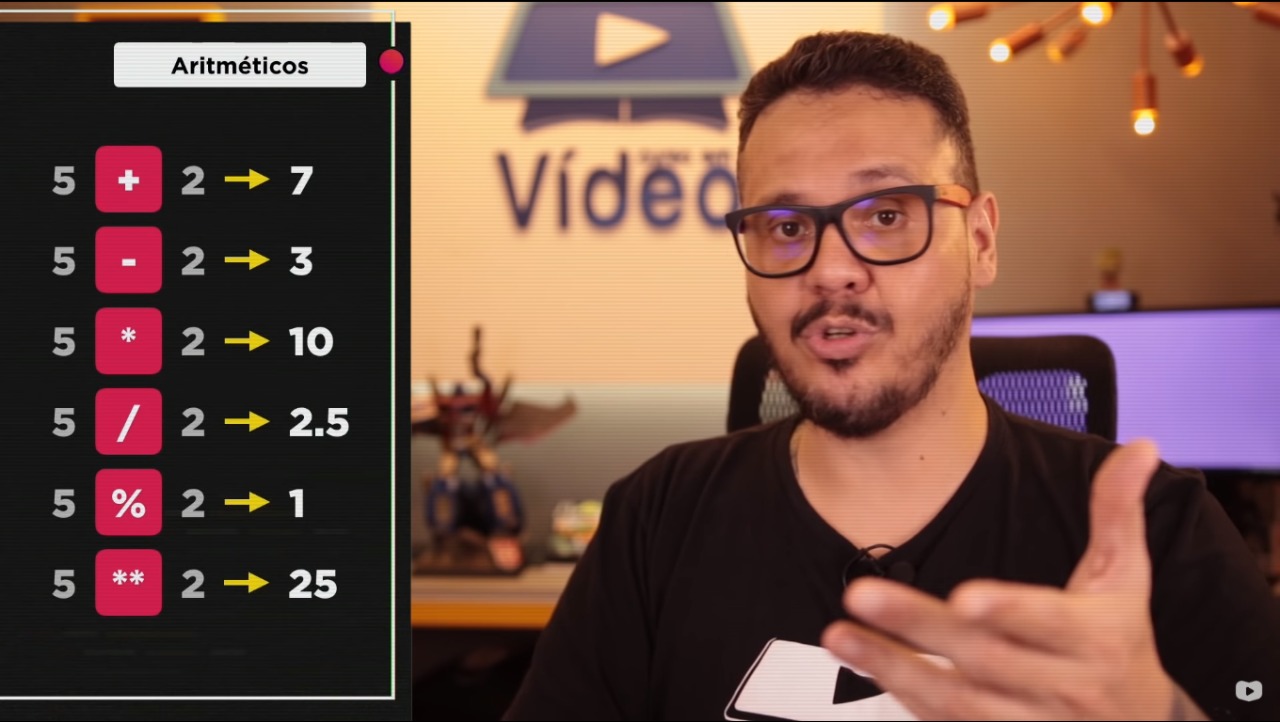 Aritméticos
5 + 2 → 7
5 - 2 → 3
5 * 2 → 10
5 / 2 → 2.5
5 % 2 → 1
5 ** 2 → 25
Vídeo